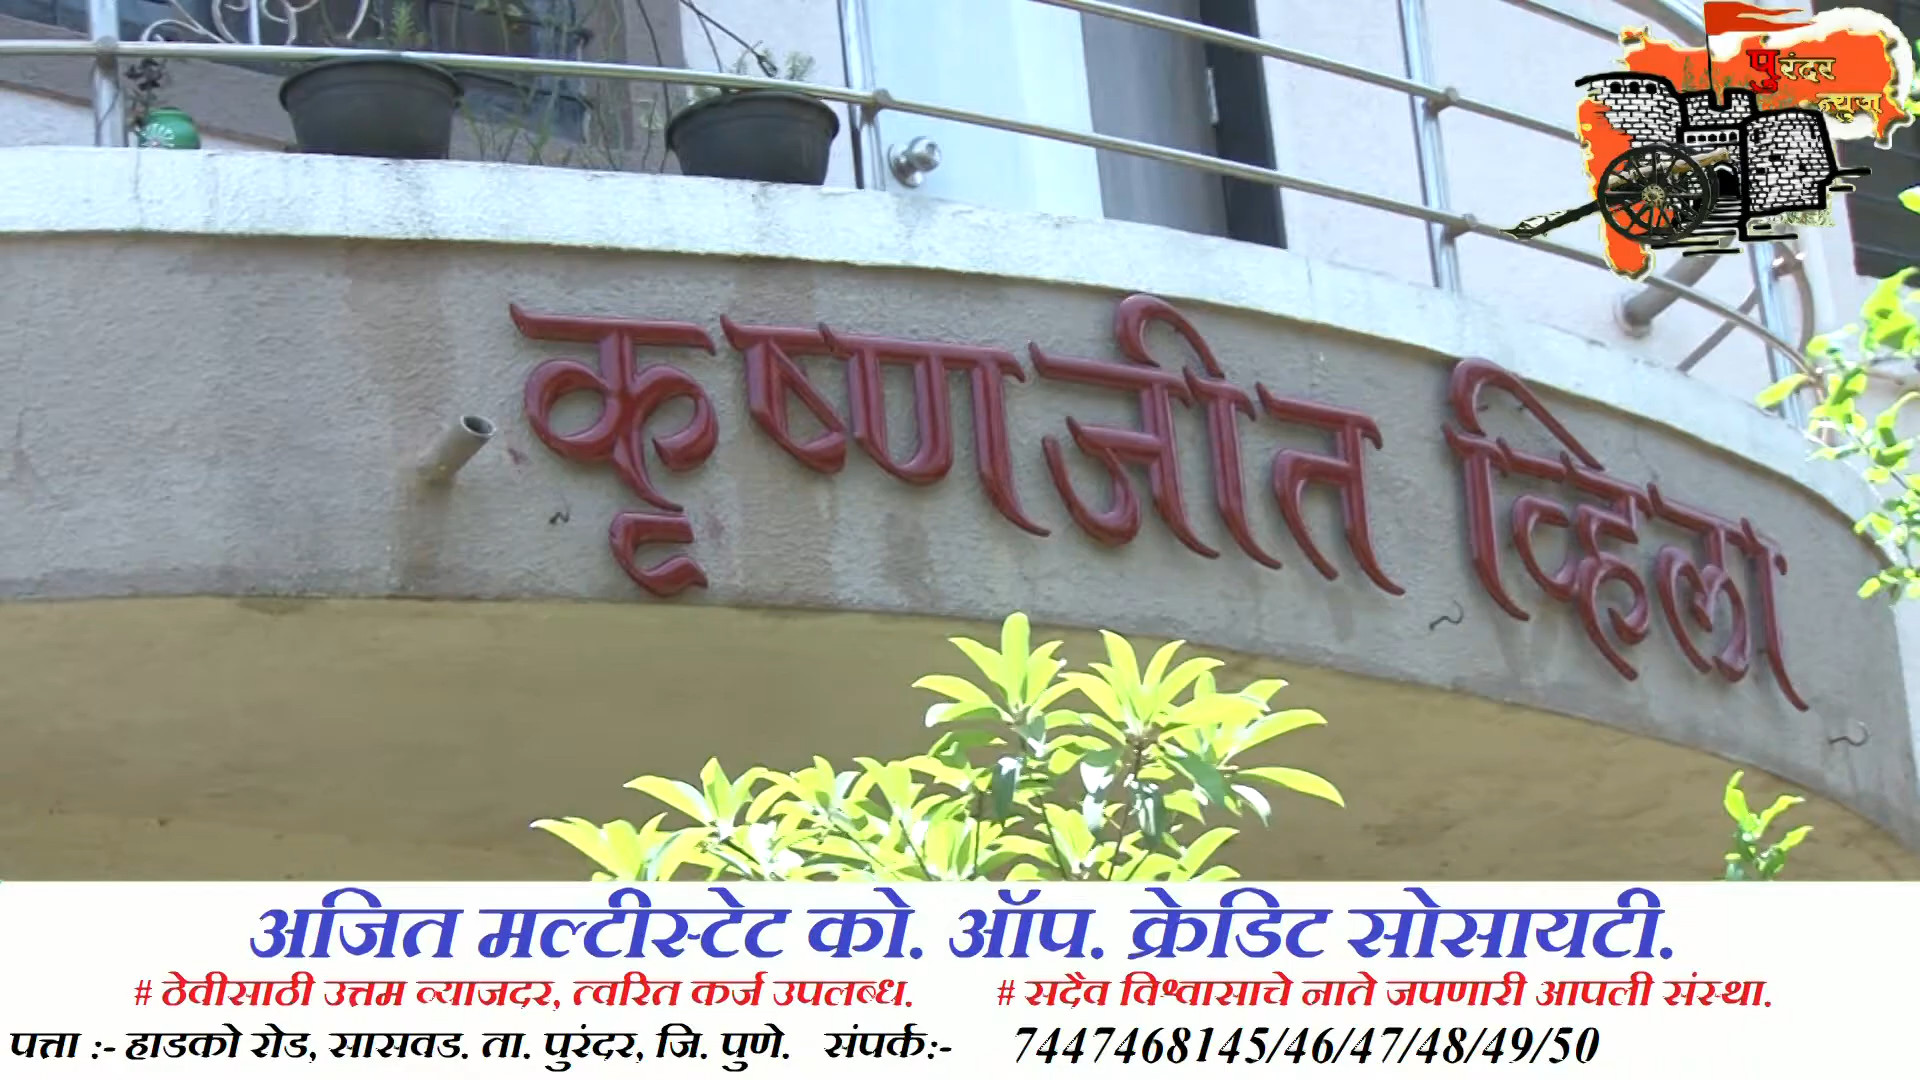 पुरंदर
न्युज
कृष्णजीत व्हिला
अजित मल्टीस्टेट को. ऑप. क्रेडिट सोसायटी.
# ठेवीसाठी उत्तम व्याजदर, त्वरित कर्ज उपलब्ध. # सदैव विश्वासाचे नाते जपणारी आपली संस्था.
पत्ता :- हाडको रोड, सासवड. ता. पुरंदर, जि. पुणे. संपर्क:- 7447468145/46/47/48/49/50